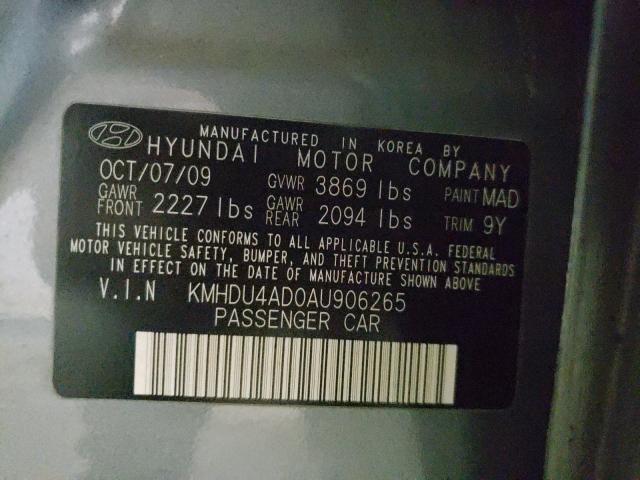 MANUFACTURED IN KOREA BY
HYUNDAI MOTOR COMPANY
OCT/07/09 GVWR 3869 lbs PAINT MAD
GAWR FRONT 2227 lbs GAWR REAR 2094 lbs TRIM 9Y
THIS VEHICLE CONFORMS TO ALL APPLICABLE U.S.A. FEDERAL
MOTOR VEHICLE SAFETY, BUMPER, AND THEFT PREVENTION STANDARDS
IN EFFECT ON THE DATE OF MANUFACTURE SHOWN ABOVE
V.I.N KMHDU4AD0AU906265
PASSENGER CAR